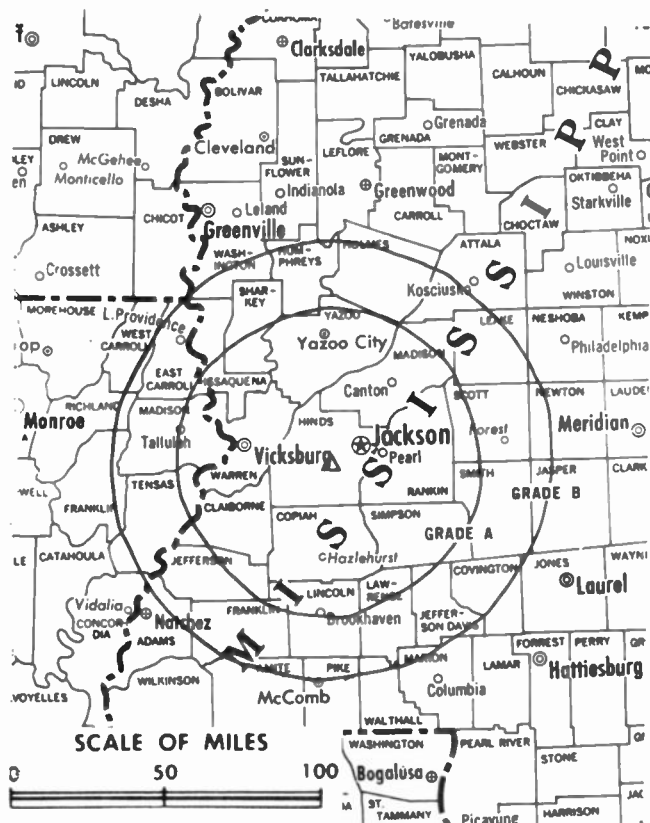 COAHOMA
Batesville
Clarksdale
YALOBUSHA
LINCOLN
TALLAHATCHIE
CALHOUN
P
CHICKASAW
DESHA
BOLIVAR
DREW
Cleveland
Grenada
GRENADA
CLAY
P
WEBSTER
West
Point
McGehee
Monticello
LEFLORE
MONT-
GOMERY
SUN-
FLOWER
OKTIBBEHA
Indianola
Greenwood
Starkville
CHICOT
Leland
Greenville
CARROLL
I
CHOCTAW
ASHLEY
WASH-
INGTON
HUM-
PHREYS
HOLMES
ATTALA
Crossett
Louisville
S
Kosciusko
SHAR-
KEY
WINSTON
MOREHOUSE
L. Providence
YAZOO
LEAKE
NESHOBA
KEMP
WEST
CARROLL
Yazoo City
S
Philadelphia
MADISON
EAST
CARROLL
ISSAQUENA
Canton
SCOTT
NEWTON
LAUDE
RICHLAND
MADISON
I
Monroe
HINDS
Jackson
Forest
Meridian
Tallulah
Vicksburg
Pearl
WARREN
S
SMITH
JASPER
CLARK
TENSAS
RANKIN
GRADE B
FRANKLIN
CLAIBORNE
COPIAH
SIMPSON
GRADE A
S
CATAHOULA
JEFFERSON
Hazlehurst
COVINGTON
JONES
WAYN
Laurel
I
LINCOLN
LAW-
RENCE
Vidalia
Natchez
FRANKLIN
Brookhaven
JEFFER-
SON DAVIS
CONCOR-
DIA
ADAMS
M
FORREST
PERRY
AMITE
PIKE
MARION
LAMAR
Hattiesburg
WILKINSON
McComb
Columbia
VOYELLES
WALTHALL
SCALE OF MILES
WASHINGTON
PEARL RIVER
STONE
0
50
100
Bogalusa
ST.
TAMMANY
Picayune
HARRISON